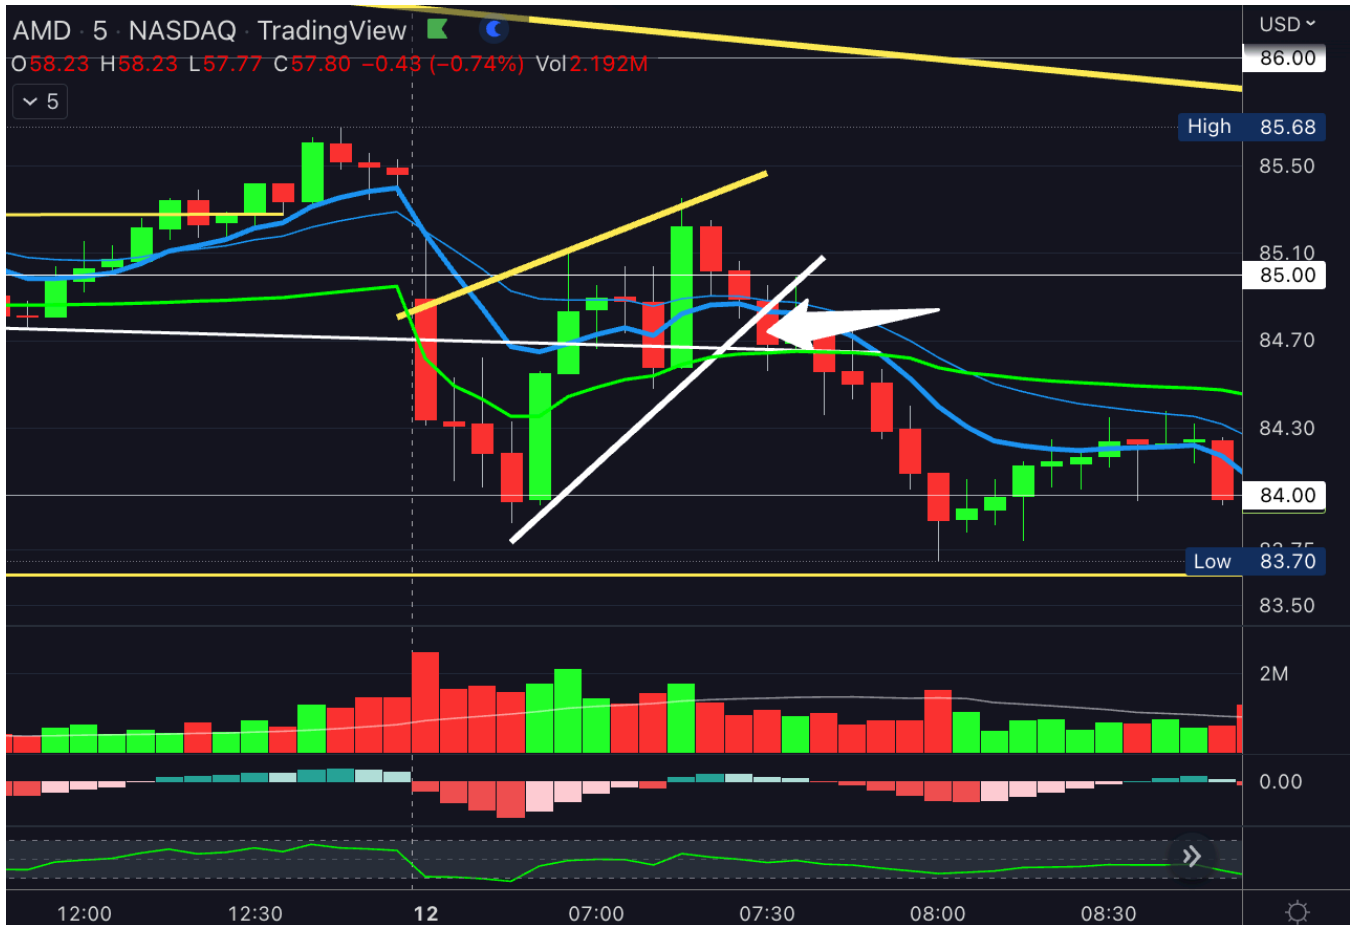 AMD · 5 · NASDAQ · TradingView
USD
O58.23 H58.23 L57.77 C57.80 −0.43 (−0.74%) Vol2.192M
86.00
5
High 85.68
85.50
85.10
85.00
84.70
84.30
84.00
83.75
Low 83.70
83.50
2M
0.00
12:00 12:30 12 07:00 07:30 08:00 08:30